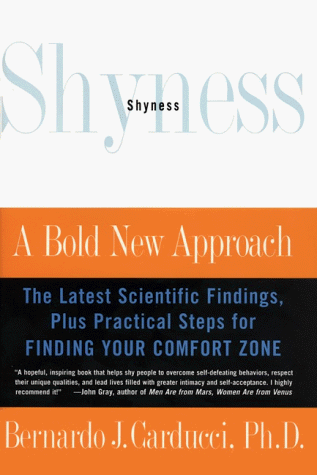 Shyness
Shyness
A Bold New Approach
The Latest Scientific Findings,
Plus Practical Steps for
FINDING YOUR COMFORT ZONE
"A hopeful, inspiring book that helps shy people to overcome self-defeating behaviors, respect
their unique qualities, and lead lives filled with greater intimacy and self-acceptance. I highly
recommend it!" —John Gray, author of Men Are from Mars, Women Are from Venus
Bernardo J. Carducci, Ph.D.